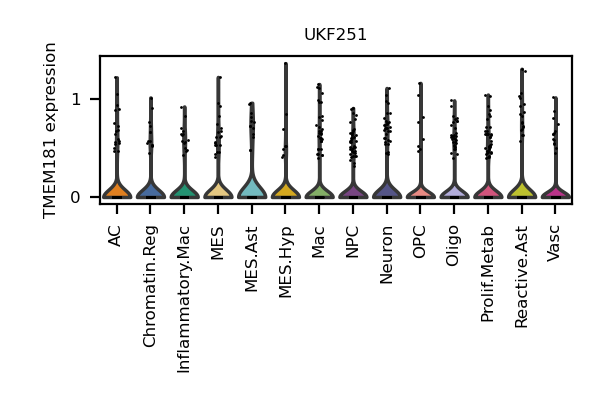 UKF251
TMEM181 expression
1
0
AC
Chromatin.Reg
Inflammatory.Mac
MES
MES.Ast
MES.Hyp
Mac
NPC
Neuron
OPC
Oligo
Prolif.Metab
Reactive.Ast
Vasc